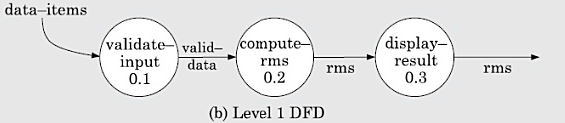 data–items
validate–
input
0.1
valid–
data
compute–
rms
0.2
rms
display–
result
0.3
rms
(b) Level 1 DFD